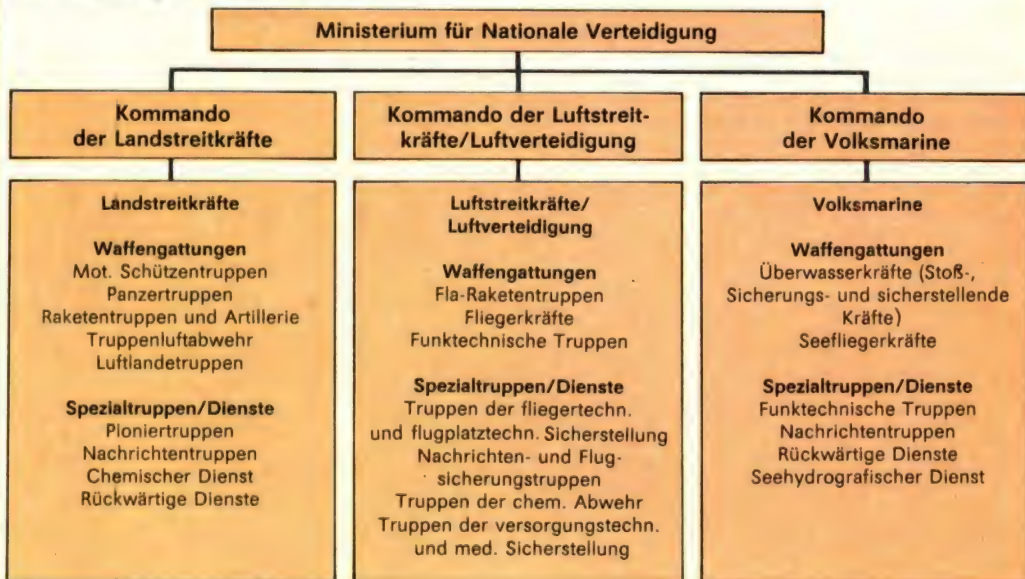 Ministerium für Nationale Verteidigung
Kommando
der Landstreitkräfte
Kommando der Luftstreit-
kräfte/Luftverteidigung
Kommando
der Volksmarine
Landstreitkräfte
Waffengattungen
Mot. Schützentruppen
Panzertruppen
Raketentruppen und Artillerie
Truppenluftabwehr
Luftlandetruppen
Spezialtruppen/Dienste
Pioniertruppen
Nachrichtentruppen
Chemischer Dienst
Rückwärtige Dienste
Luftstreitkräfte/
Luftverteidigung
Waffengattungen
Fla-Raketentruppen
Fliegerkräfte
Funktechnische Truppen
Spezialtruppen/Dienste
Truppen der fliegertechn.
und flugplatztechn. Sicherstellung
Nachrichten- und Flug-
sicherungstruppen
Truppen der chem. Abwehr
Truppen der versorgungstechn.
und med. Sicherstellung
Volksmarine
Waffengattungen
Überwasserkräfte (Stoß-,
Sicherungs- und sicherstellende
Kräfte)
Seefliegerkräfte
Spezialtruppen/Dienste
Funktechnische Truppen
Nachrichtentruppen
Rückwärtige Dienste
Seehydrografischer Dienst